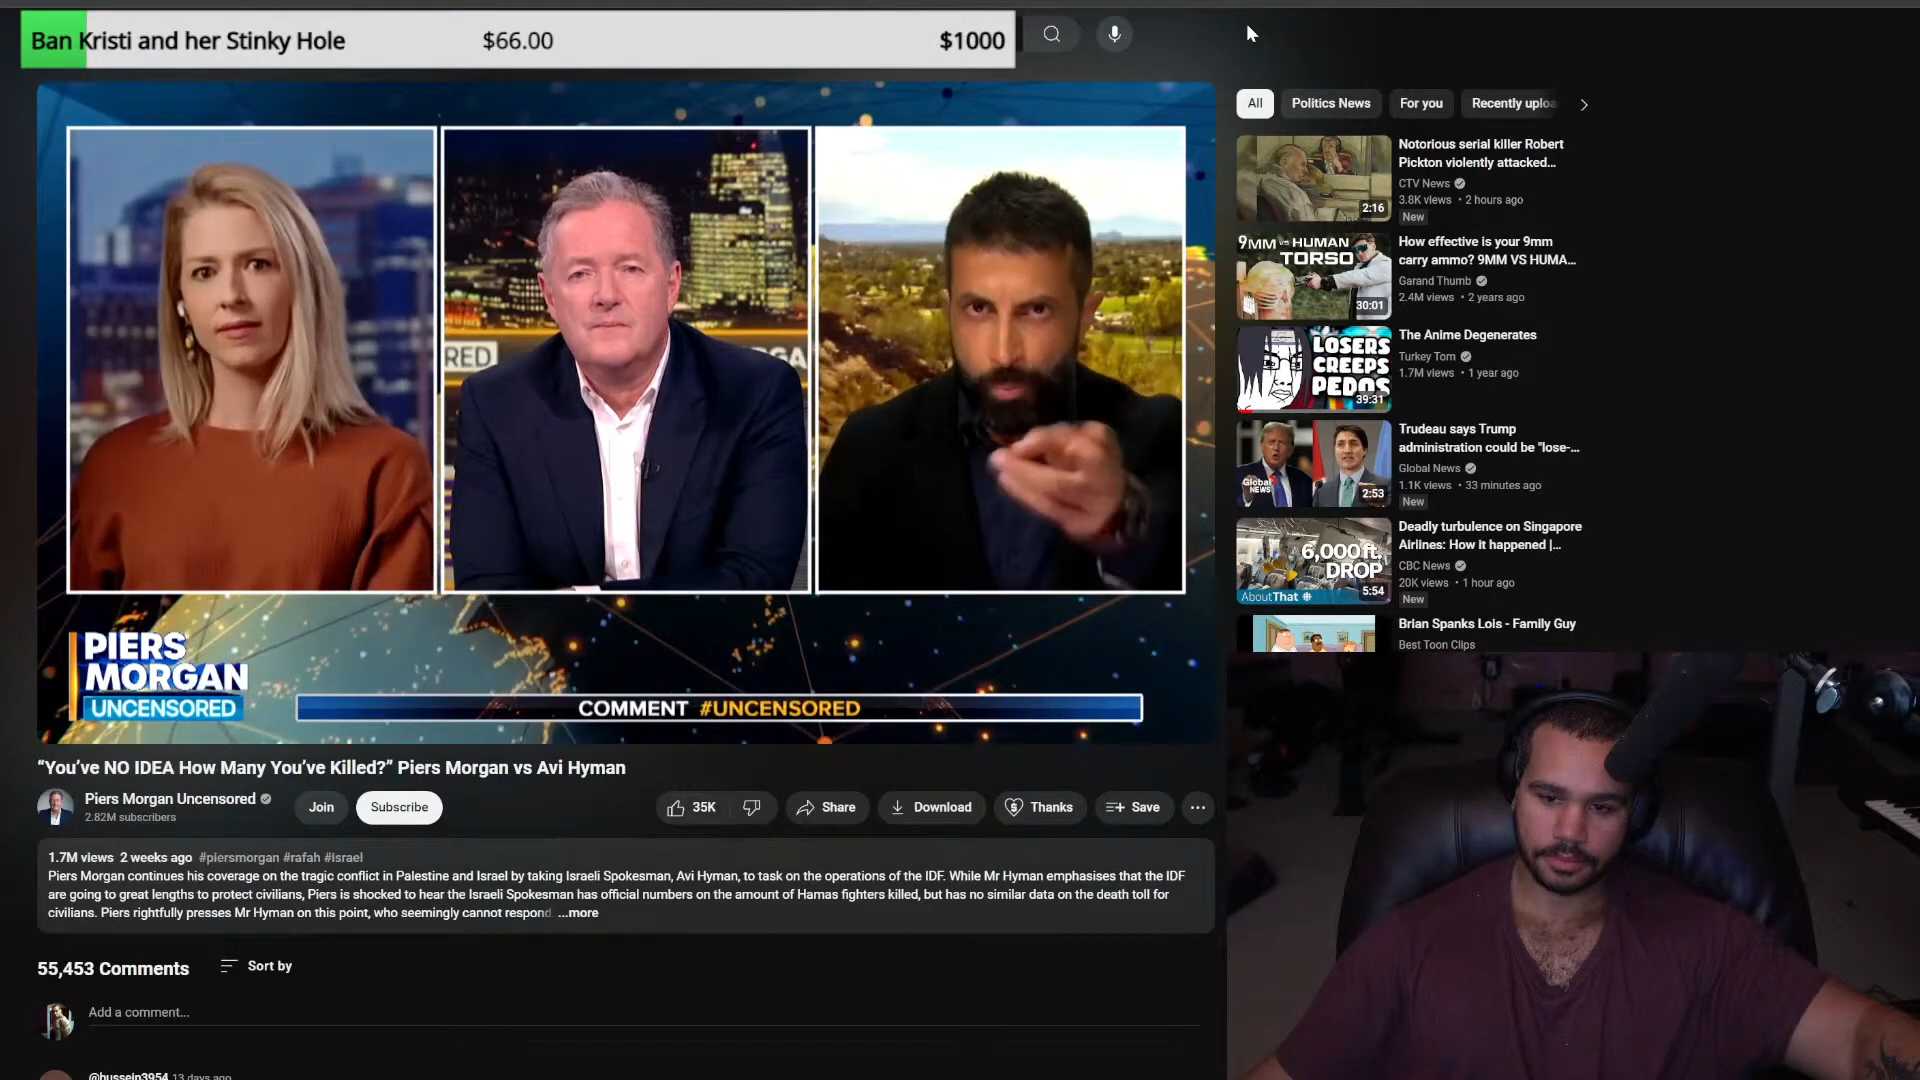 Ban Kristi and her Stinky Hole $66.00 $1000
All Politics News For you Recently uploa
RED
PIERS
MORGAN
UNCENSORED
COMMENT #UNCENSORED
Notorious serial killer Robert
Pickton violently attacked...
CTV News
3.8K views • 2 hours ago
New
2:16
9MM VS HUMAN
TORSO
30:01
How effective is your 9mm
carry ammo? 9MM VS HUMA...
Garand Thumb
2.4M views • 2 years ago
LOSERS
CREEPS
PEDOS
39:31
The Anime Degenerates
Turkey Tom
1.7M views • 1 year ago
Global
NEWS
2:53
Trudeau says Trump
administration could be "lose-...
Global News
1.1K views • 33 minutes ago
New
6,000 ft.
DROP
About That
5:54
Deadly turbulence on Singapore
Airlines: How it happened |...
CBC News
20K views • 1 hour ago
New
Brian Spanks Lois - Family Guy
Best Toon Clips
“You’ve NO IDEA How Many You’ve Killed?” Piers Morgan vs Avi Hyman
Piers Morgan Uncensored
2.82M subscribers
Join Subscribe 35K Share Download Thanks Save
1.7M views 2 weeks ago #piersmorgan #rafah #israel
Piers Morgan continues his coverage on the tragic conflict in Palestine and Israel by taking Israeli Spokesman, Avi Hyman, to task on the operations of the IDF. While Mr Hyman emphasises that the IDF
are going to great lengths to protect civilians, Piers is shocked to hear the Israeli Spokesman has official numbers on the amount of Hamas fighters killed, but has no similar data on the death toll for
civilians. Piers rightfully presses Mr Hyman on this point, who seemingly cannot respond ...more
55,453 Comments Sort by
Add a comment...
@hussein3954 13 days ago